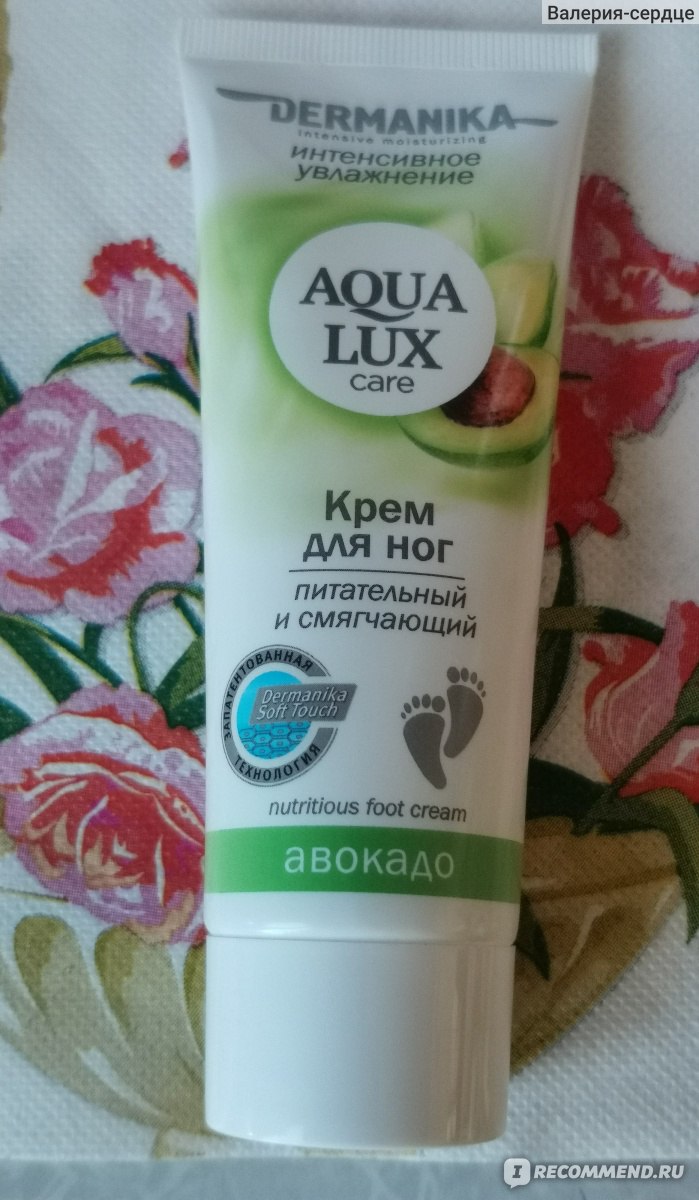 Валерия-сердце
DERMANIKA
intensive moisturizing
интенсивное
увлажнение
AQUA
LUX
care
Крем
для ног
питательный
и смягчающий
ЗАПАТЕНТОВАННАЯ
Dermanika
Soft Touch
ТЕХНОЛОГИЯ
nutritious foot cream
авокадо
IRECOMMEND.RU